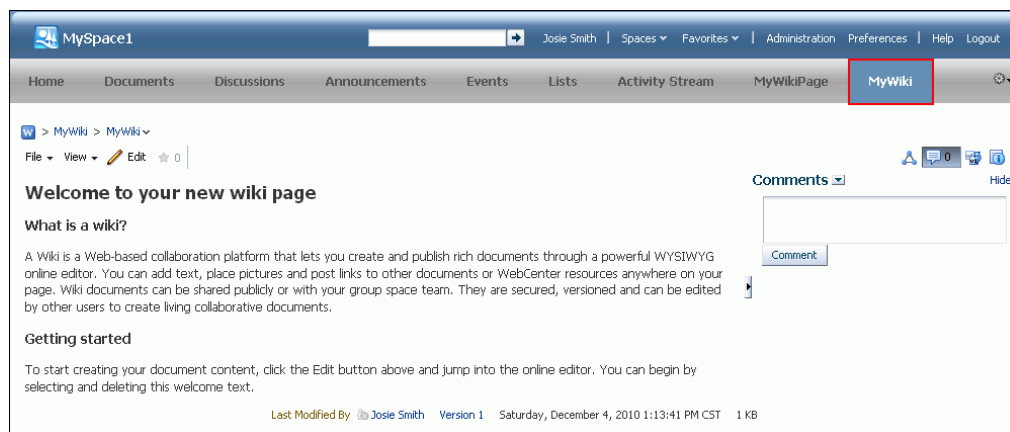 MySpace1 Josie Smith | Spaces Favorites | Administration Preferences | Help Logout
Home Documents Discussions Announcements Events Lists Activity Stream MyWikiPage MyWiki
W > MyWiki > MyWiki
File View Edit 0 0
Comments Hide
Welcome to your new wiki page
What is a wiki?
A Wiki is a Web-based collaboration platform that lets you create and publish rich documents through a powerful WYSIWYG
online editor. You can add text, place pictures and post links to other documents or WebCenter resources anywhere on your
page. Wiki documents can be shared publicly or with your group space team. They are secured, versioned and can be edited
by other users to create living collaborative documents.
Comment
Getting started
To start creating your document content, click the Edit button above and jump into the online editor. You can begin by
selecting and deleting this welcome text.
Last Modified By Josie Smith Version 1 Saturday, December 4, 2010 1:13:41 PM CST 1 KB